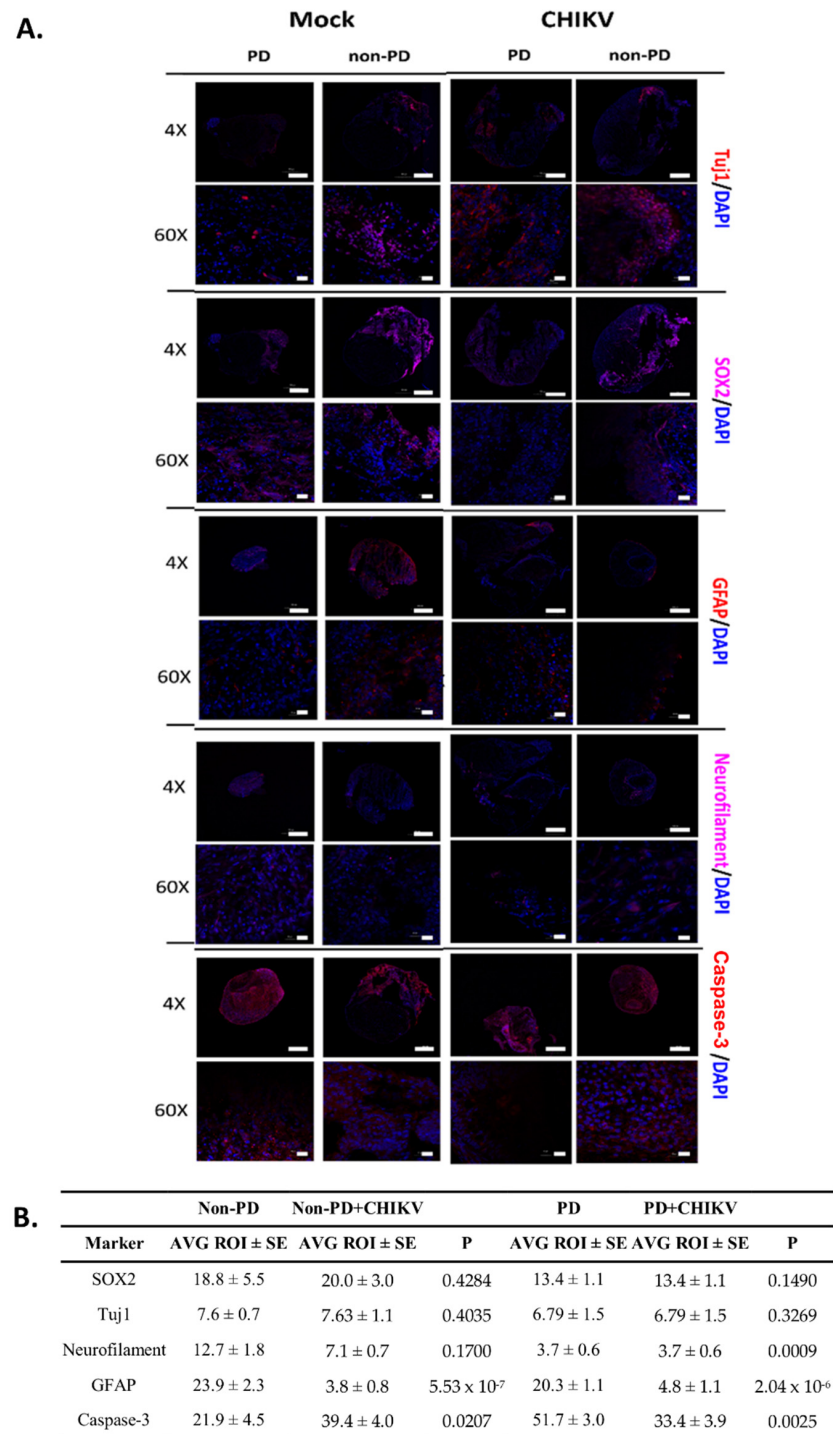 A.
Mock CHIKV
PD non-PD PD non-PD
4X
60X
Tuj1/DAPI
4X
60X
SOX2/DAPI
4X
60X
GFAP/DAPI
4X
60X
Neurofilament/DAPI
4X
60X
Caspase-3/DAPI
B.
Non-PD Non-PD+CHIKV PD PD+CHIKV
Marker AVG ROI ± SE AVG ROI ± SE P AVG ROI ± SE AVG ROI ± SE P
SOX2 18.8 ± 5.5 20.0 ± 3.0 0.4284 13.4 ± 1.1 13.4 ± 1.1 0.1490
Tuj1 7.6 ± 0.7 7.63 ± 1.1 0.4035 6.79 ± 1.5 6.79 ± 1.5 0.3269
Neurofilament 12.7 ± 1.8 7.1 ± 0.7 0.1700 3.7 ± 0.6 3.7 ± 0.6 0.0009
GFAP 23.9 ± 2.3 3.8 ± 0.8 5.53 x 10⁻⁷ 20.3 ± 1.1 4.8 ± 1.1 2.04 x 10⁻⁶
Caspase-3 21.9 ± 4.5 39.4 ± 4.0 0.0207 51.7 ± 3.0 33.4 ± 3.9 0.0025